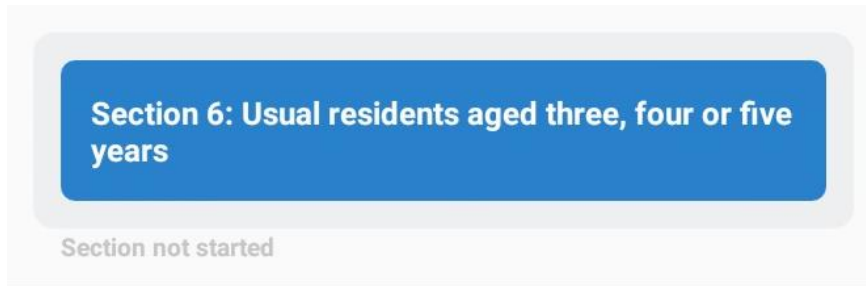 Section 6: Usual residents aged three, four or five
years
Section not started